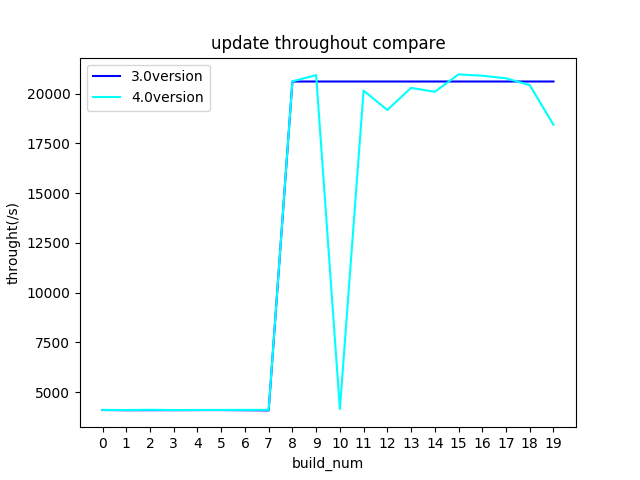 update throughout compare
3.0version
4.0version
throught(/s)
20000
17500
15000
12500
10000
7500
5000
0 1 2 3 4 5 6 7 8 9 10 11 12 13 14 15 16 17 18 19
build_num